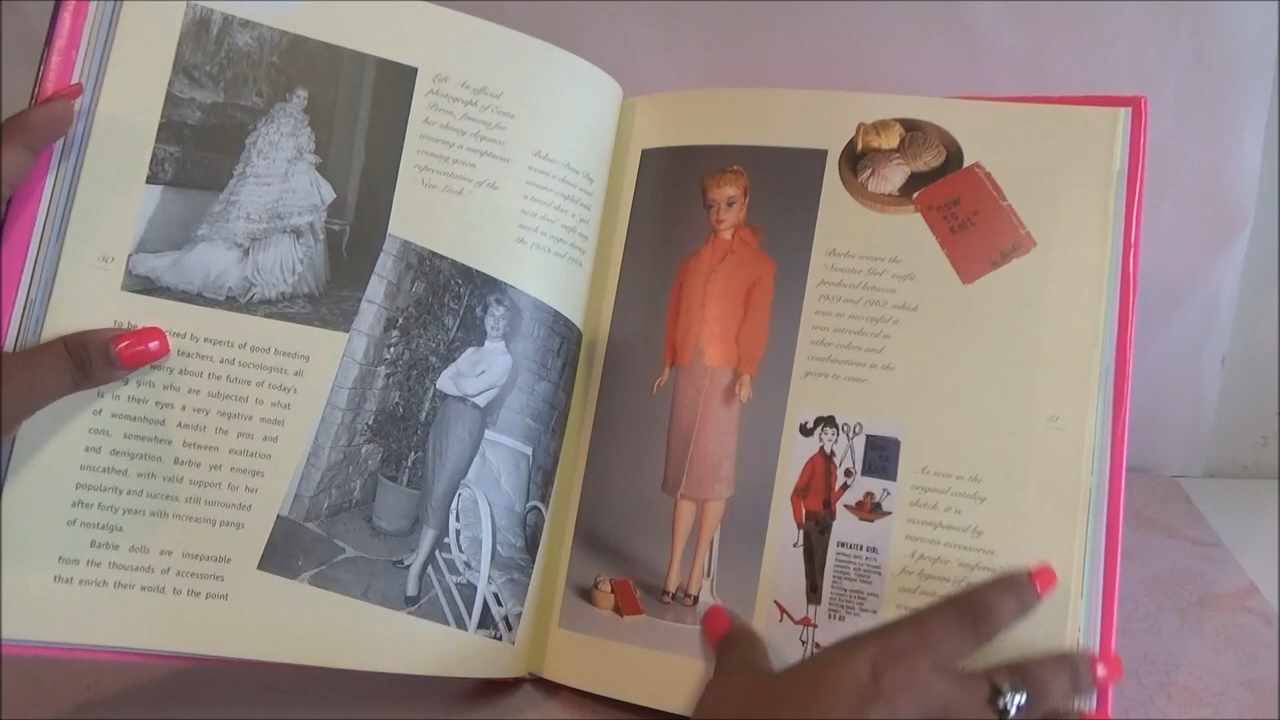 Left: An official
photograph of Evita
Peron, famous for
her showy elegance,
wearing a sumptuous
evening gown
representative of the
"New Look."
Below: Doris Day
wears a classic wool
sweater coupled with
a tweed skirt, a "girl
next door" outfit very
much in vogue during
the 1950s and 1960s.
50
to be cized by experts of good breeding
teachers, and sociologists, all
worry about the future of today's
g girls who are subjected to what
is in their eyes a very negative model
of womanhood. Amidst the pros and
cons, somewhere between exaltation
and denigration, Barbie yet emerges
unscathed, with valid support for her
popularity and success, still surrounded
after forty years with increasing pangs
of nostalgia.
Barbie dolls are inseparable
from the thousands of accessories
that enrich their world, to the point
"how
to
knit"
Barbie wears the
"Sweater Girl" outfit,
produced between
1959 and 1962, which
was so successful it
was introduced in
other colors and
combinations in the
years to come.
51
SWEATER GIRL
As seen in the
original catalog
sketch, it is
accompanied by
various accessories.
A proper "uniform"
for